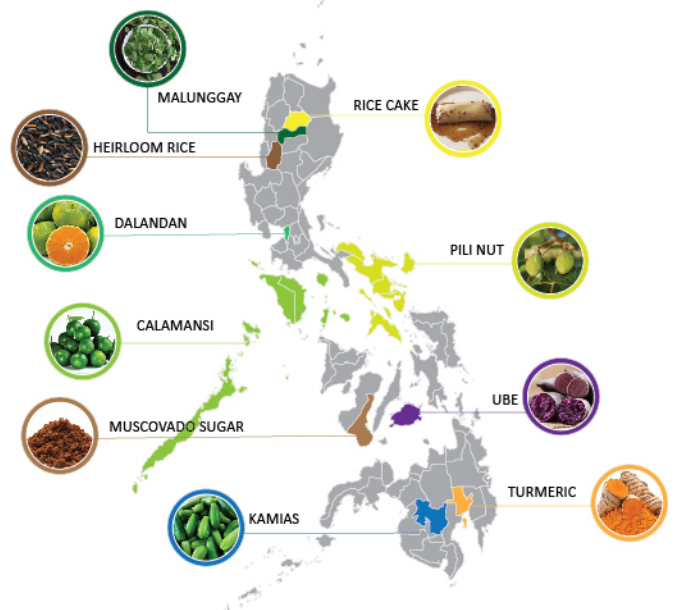 MALUNGGAY
RICE CAKE
HEIRLOOM RICE
DALANDAN
PILI NUT
CALAMANSI
UBE
MUSCOVADO SUGAR
TURMERIC
KAMIAS